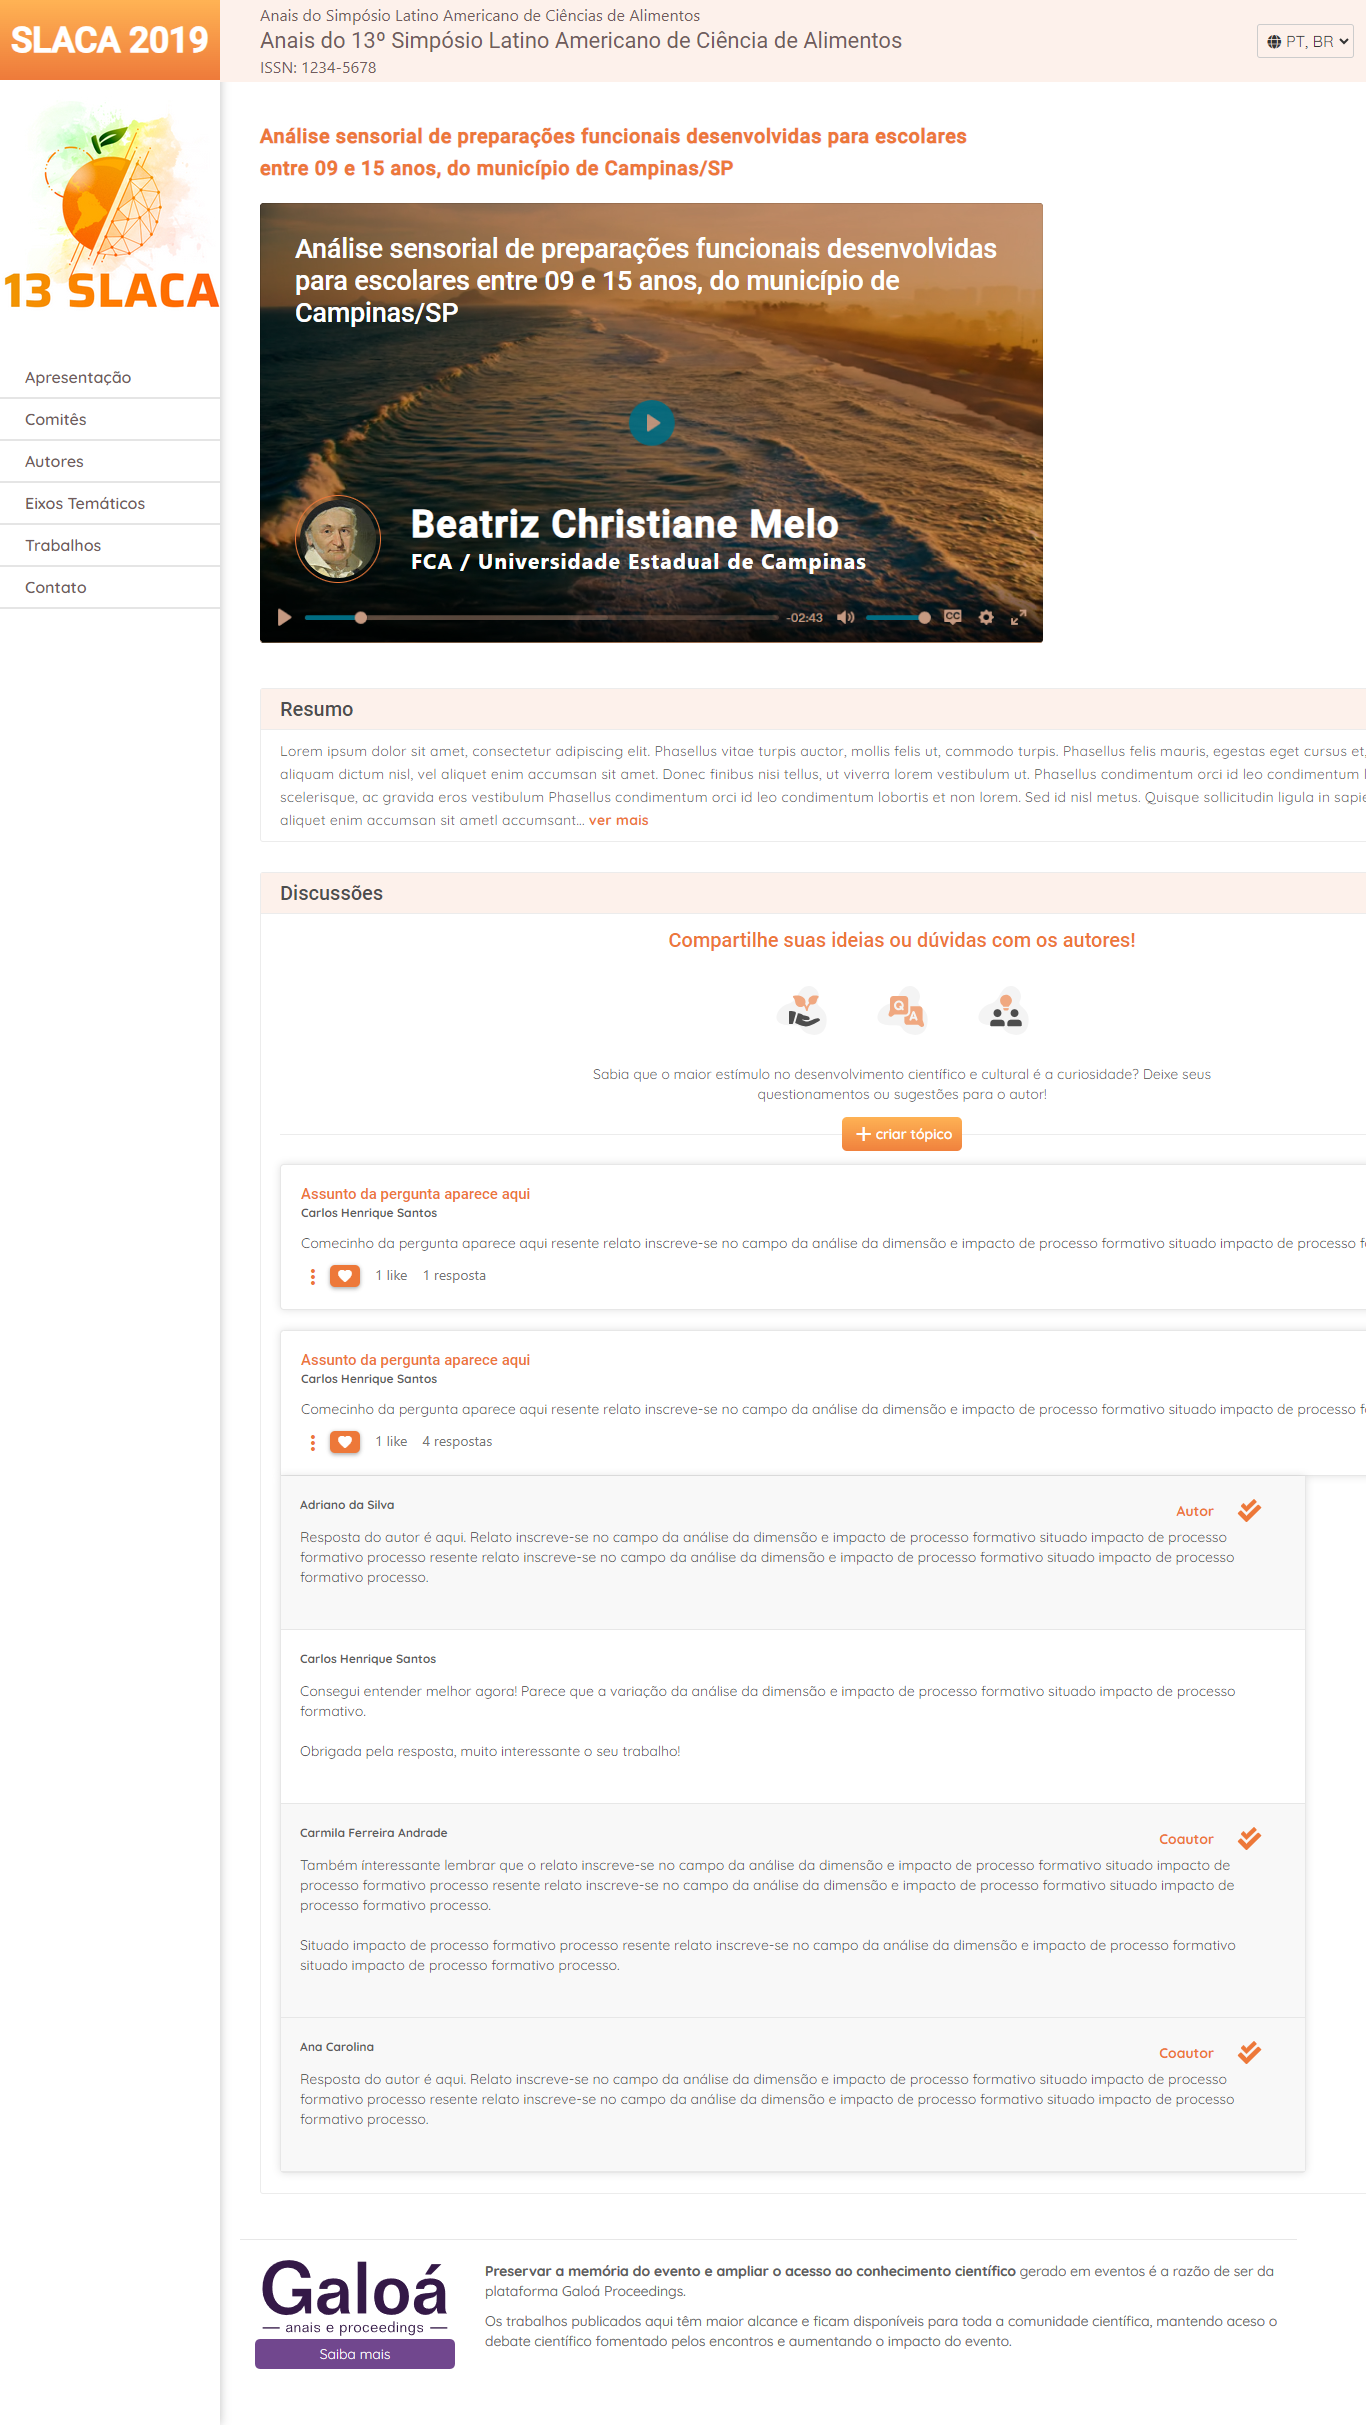 SLACA 2019
Anais do Simpósio Latino Americano de Ciências de Alimentos
Anais do 13º Simpósio Latino Americano de Ciência de Alimentos
ISSN: 1234-5678
PT, BR
13 SLACA
Apresentação
Comitês
Autores
Eixos Temáticos
Trabalhos
Contato
Análise sensorial de preparações funcionais desenvolvidas para escolares
entre 09 e 15 anos, do município de Campinas/SP
Análise sensorial de preparações funcionais desenvolvidas
para escolares entre 09 e 15 anos, do município de
Campinas/SP
Beatriz Christiane Melo
FCA / Universidade Estadual de Campinas
-02:43
CC
Resumo
Lorem ipsum dolor sit amet, consectetur adipiscing elit. Phasellus vitae turpis auctor, mollis felis ut, commodo turpis. Phasellus felis mauris, egestas eget cursus et,
aliquam dictum nisl, vel aliquet enim accumsan sit amet. Donec finibus nisi tellus, ut viverra lorem vestibulum ut. Phasellus condimentum orci id leo condimentum
scelerisque, ac gravida eros vestibulum Phasellus condimentum orci id leo condimentum lobortis et non lorem. Sed id nisl metus. Quisque sollicitudin ligula in sapie
aliquet enim accumsan sit ametl accumsant... ver mais
Discussões
Compartilhe suas ideias ou dúvidas com os autores!
Q A
Sabia que o maior estímulo no desenvolvimento científico e cultural é a curiosidade? Deixe seus
questionamentos ou sugestões para o autor!
criar tópico
Assunto da pergunta aparece aqui
Carlos Henrique Santos
Comecinho da pergunta aparece aqui resente relato inscreve-se no campo da análise da dimensão e impacto de processo formativo situado impacto de processo f
1 like 1 resposta
Assunto da pergunta aparece aqui
Carlos Henrique Santos
Comecinho da pergunta aparece aqui resente relato inscreve-se no campo da análise da dimensão e impacto de processo formativo situado impacto de processo f
1 like 4 respostas
Adriano da Silva
Autor
Resposta do autor é aqui. Relato inscreve-se no campo da análise da dimensão e impacto de processo formativo situado impacto de processo
formativo processo resente relato inscreve-se no campo da análise da dimensão e impacto de processo formativo situado impacto de processo
formativo processo.
Carlos Henrique Santos
Consegui entender melhor agora! Parece que a variação da análise da dimensão e impacto de processo formativo situado impacto de processo
formativo.
Obrigada pela resposta, muito interessante o seu trabalho!
Carmila Ferreira Andrade
Coautor
Também interessante lembrar que o relato inscreve-se no campo da análise da dimensão e impacto de processo formativo situado impacto de
processo formativo processo resente relato inscreve-se no campo da análise da dimensão e impacto de processo formativo situado impacto de
processo formativo processo.
Situado impacto de processo formativo processo resente relato inscreve-se no campo da análise da dimensão e impacto de processo formativo
situado impacto de processo formativo processo.
Ana Carolina
Coautor
Resposta do autor é aqui. Relato inscreve-se no campo da análise da dimensão e impacto de processo formativo situado impacto de processo
formativo processo resente relato inscreve-se no campo da análise da dimensão e impacto de processo formativo situado impacto de processo
formativo processo.
Galoá
anais e proceedings
Saiba mais
Preservar a memória do evento e ampliar o acesso ao conhecimento científico gerado em eventos é a razão de ser da
plataforma Galoá Proceedings.
Os trabalhos publicados aqui têm maior alcance e ficam disponíveis para toda a comunidade científica, mantendo aceso o
debate científico fomentado pelos encontros e aumentando o impacto do evento.